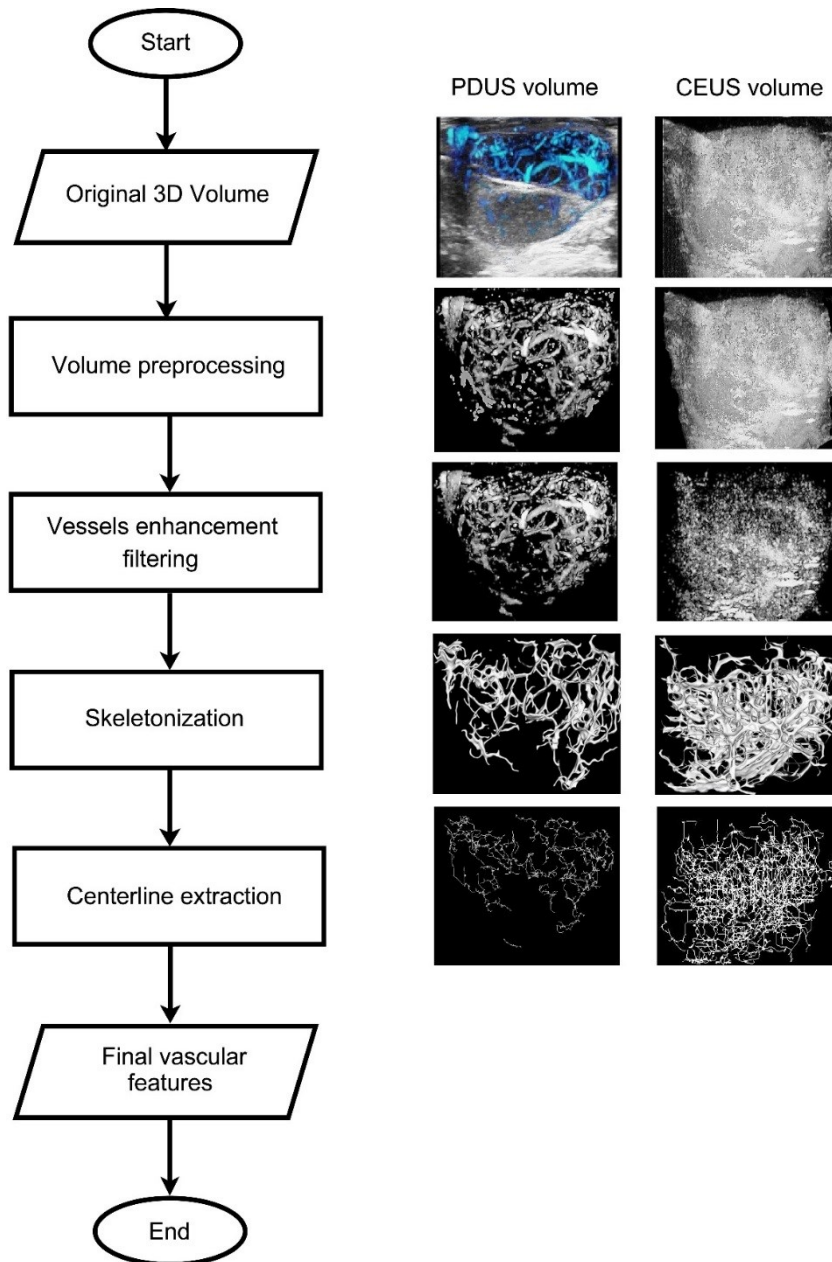 Start
Original 3D Volume
Volume preprocessing
Vessels enhancement
filtering
Skeletonization
Centerline extraction
Final vascular
features
End
PDUS volume
CEUS volume